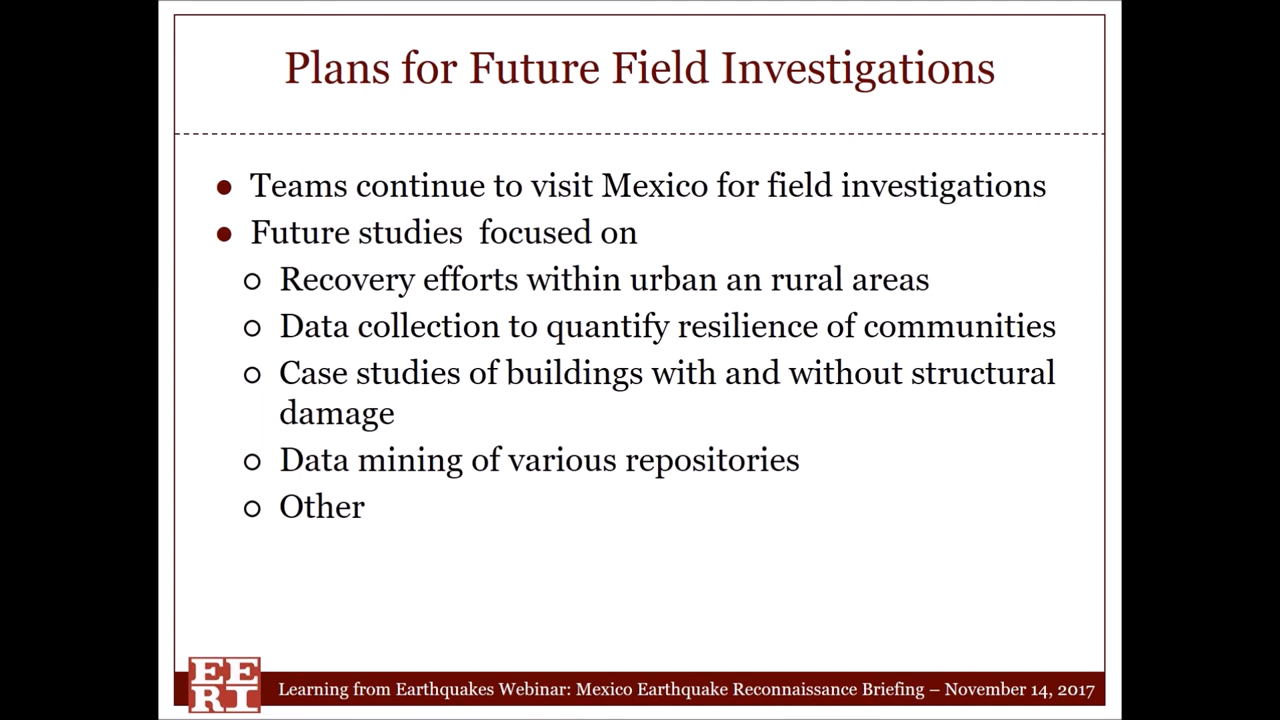 Plans for Future Field Investigations
● Teams continue to visit Mexico for field investigations
● Future studies  focused on
○ Recovery efforts within urban an rural areas
○ Data collection to quantify resilience of communities
○ Case studies of buildings with and without structural
damage
○ Data mining of various repositories
○ Other
EE
RI
Learning from Earthquakes Webinar: Mexico Earthquake Reconnaissance Briefing – November 14, 2017